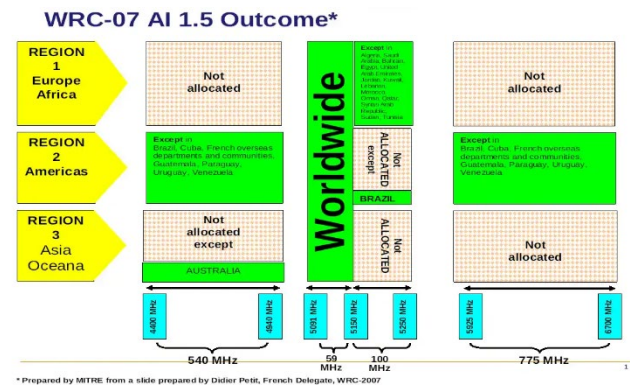 WRC-07 AI 1.5 Outcome*
REGION
1
Europe
Africa
Not
allocated
Worldwide
Except in
Algeria, Saudi
Arabia, Bahrain,
Egypt, United
Arab Emirates,
Jordan, Kuwait,
Lebanon,
Morocco,
Oman, Qatar,
Syrian Arab
Republic,
Sudan, Tunisia
Not
allocated
REGION
2
Americas
Except in
Brazil, Cuba, French overseas
departments and communities,
Guatemala, Paraguay,
Uruguay, Venezuela
Not
ALLOCATED
except
BRAZIL
Except in
Brazil, Cuba, French overseas
departments and communities,
Guatemala, Paraguay, Uruguay,
Venezuela
REGION
3
Asia
Oceana
Not
allocated
except
AUSTRALIA
Not
ALLOCATED
Not
allocated
4400 MHz
4940 MHz
5091 MHz
5150 MHz
5250 MHz
5925 MHz
6700 MHz
540 MHz
59
MHz
100
MHz
775 MHz
1
* Prepared by MITRE from a slide prepared by Didier Petit, French Delegate, WRC-2007